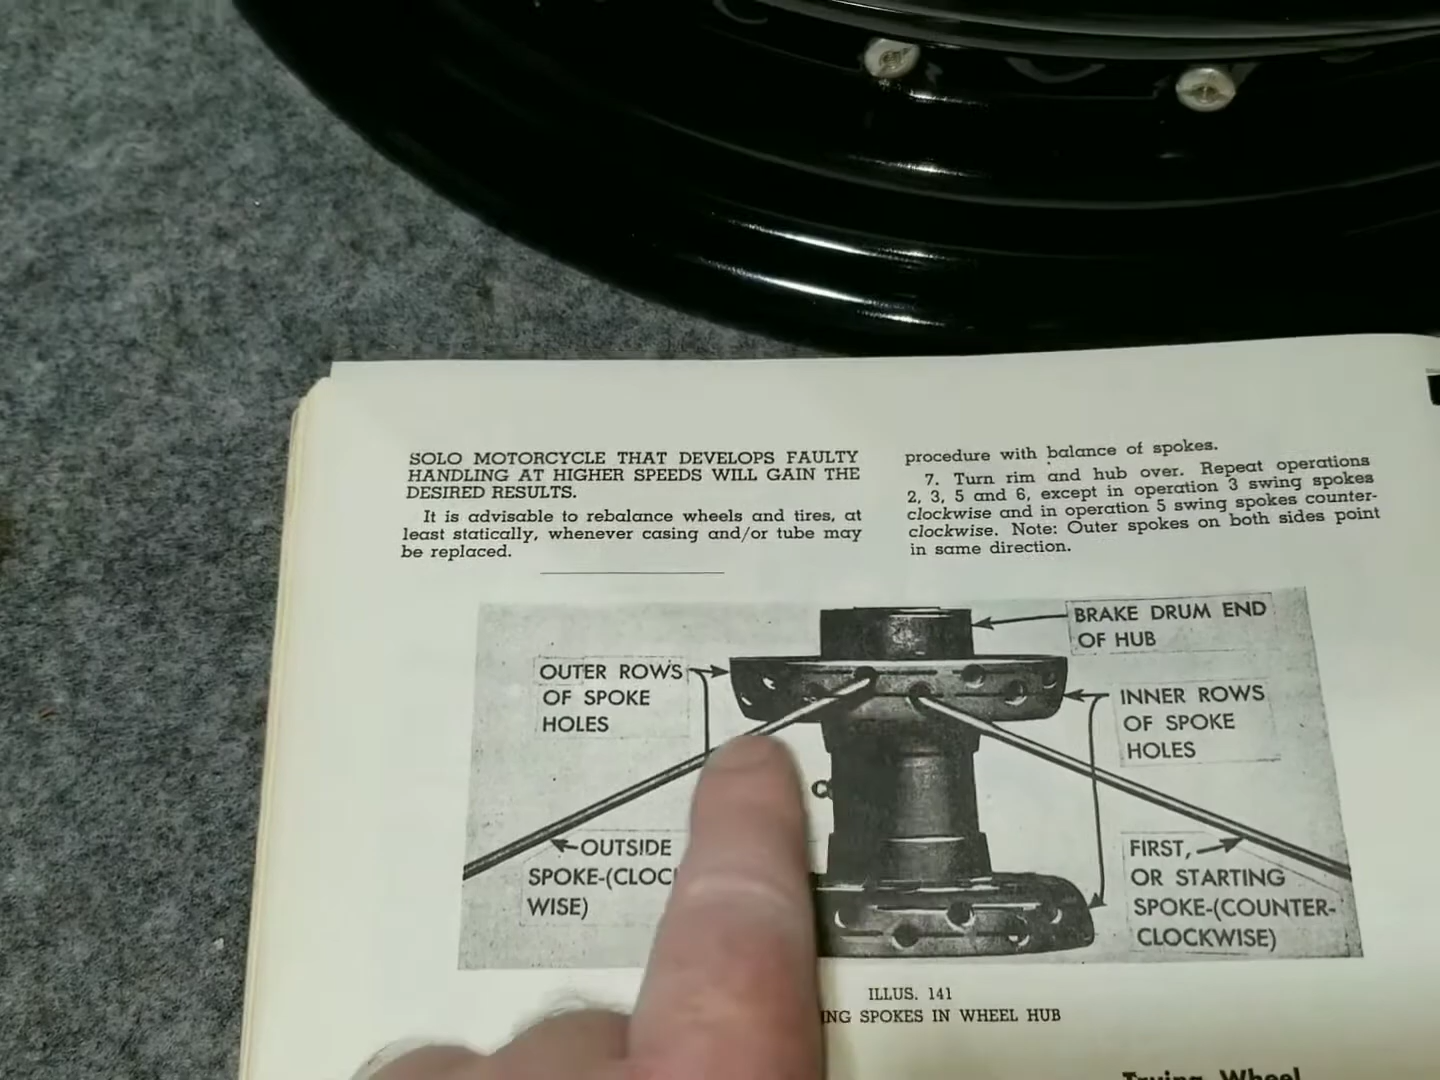 SOLO MOTORCYCLE THAT DEVELOPS FAULTY
HANDLING AT HIGHER SPEEDS WILL GAIN THE
DESIRED RESULTS.
It is advisable to rebalance wheels and tires, at
least statically, whenever casing and/or tube may
be replaced.
procedure with balance of spokes.
7. Turn rim and hub over. Repeat operations
2, 3, 5 and 6, except in operation 3 swing spokes
clockwise and in operation 5 swing spokes counter-
clockwise. Note: Outer spokes on both sides point
in same direction.
BRAKE DRUM END
OF HUB
OUTER ROWS
OF SPOKE
HOLES
INNER ROWS
OF SPOKE
HOLES
OUTSIDE
SPOKE-(CLOC
WISE)
FIRST,
OR STARTING
SPOKE-(COUNTER-
CLOCKWISE)
ILLUS. 141
ING SPOKES IN WHEEL HUB
Truing Wheel